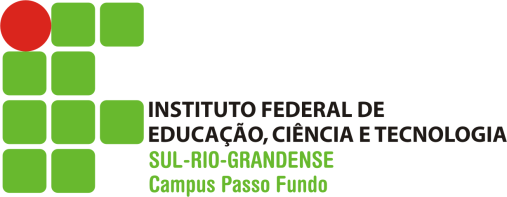 INSTITUTO FEDERAL DE
EDUCAÇÃO, CIÊNCIA E TECNOLOGIA
SUL-RIO-GRANDENSE
Campus Passo Fundo